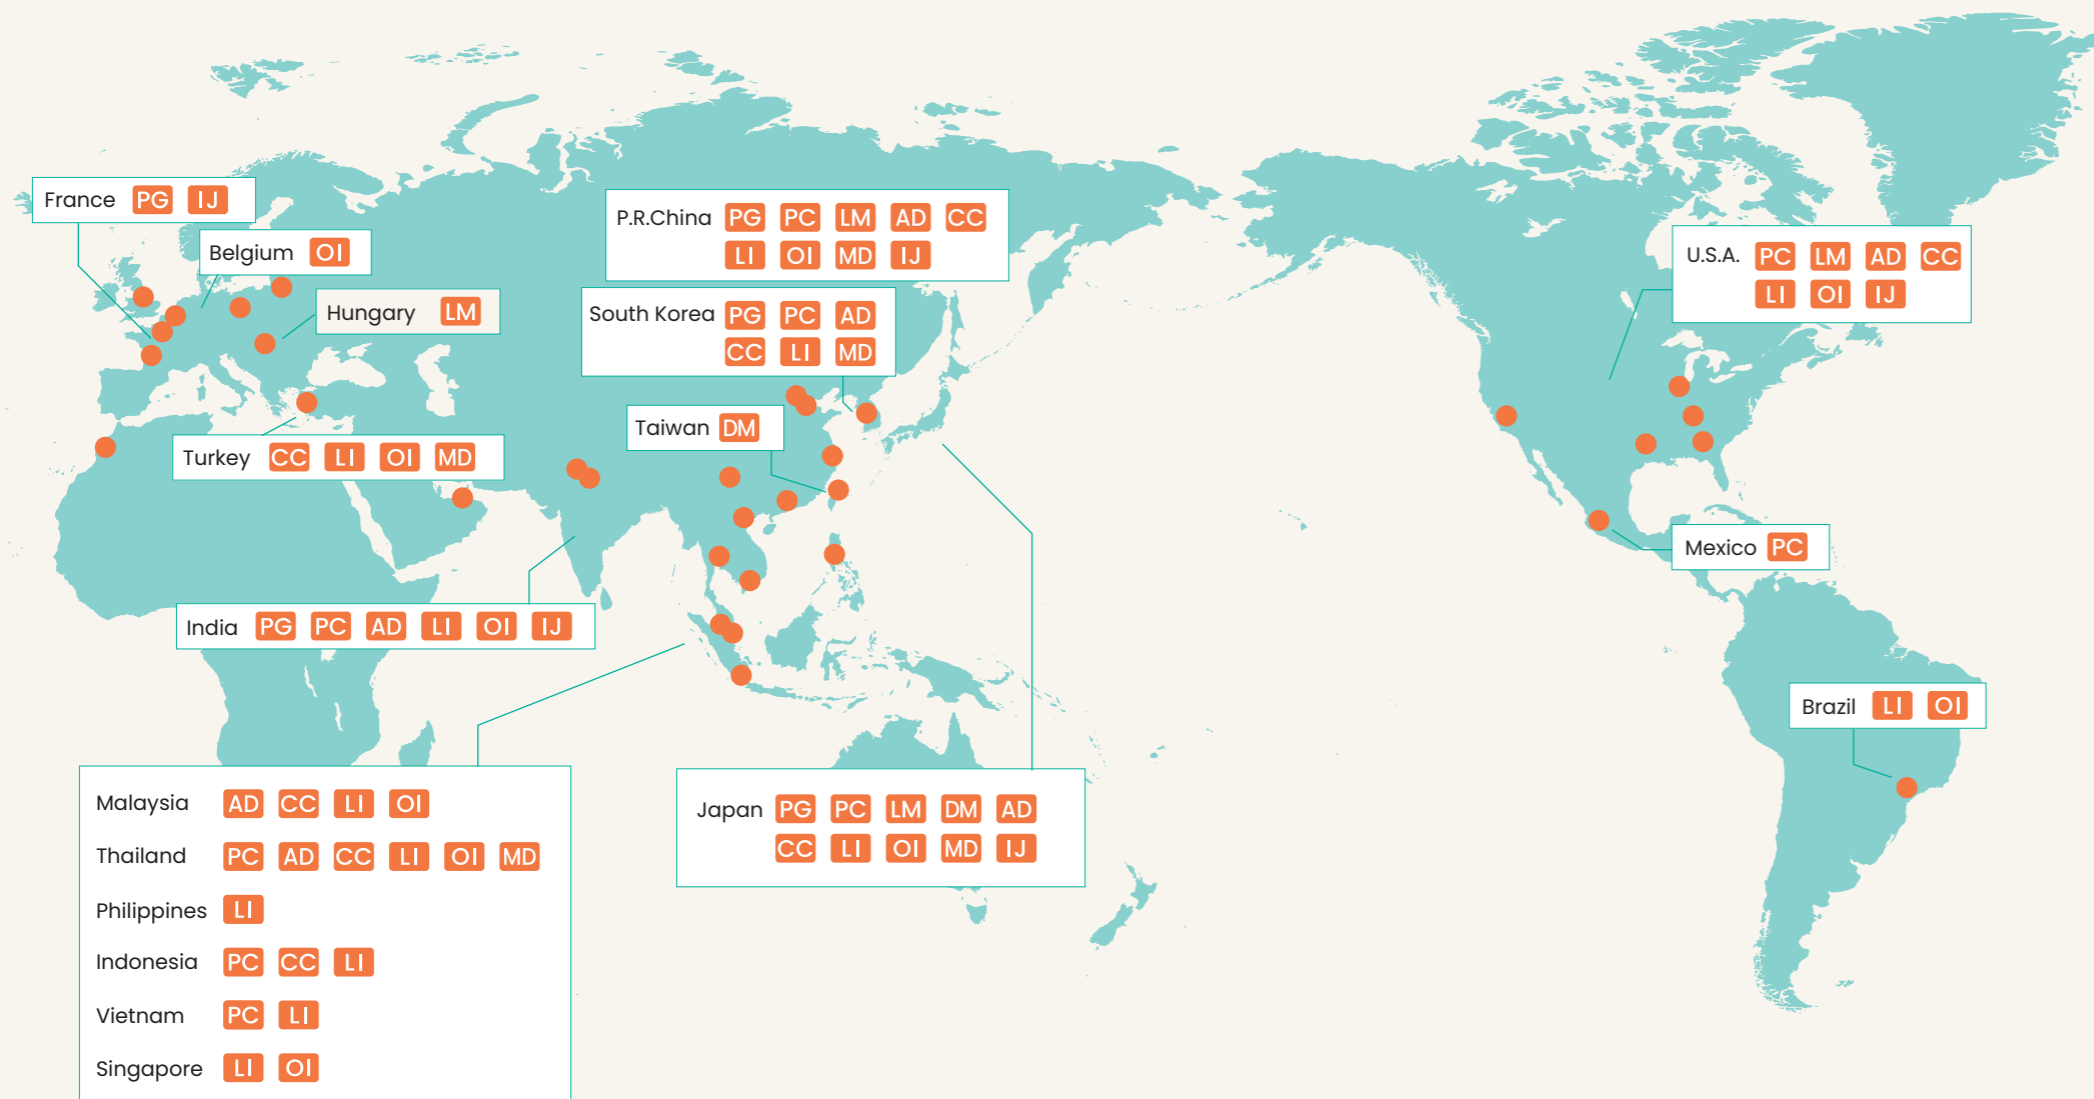 France PG IJ
Belgium OI
Hungary LM
Turkey CC LI OI MD
India PG PC AD LI OI IJ
P.R.China PG PC LM AD CC
LI OI MD IJ
South Korea PG PC AD
CC LI MD
Taiwan DM
U.S.A. PC LM AD CC
LI OI IJ
Mexico PC
Brazil LI OI
Japan PG PC LM DM AD
CC LI OI MD IJ
Malaysia AD CC LI OI
Thailand PC AD CC LI OI MD
Philippines LI
Indonesia PC CC LI
Vietnam PC LI
Singapore LI OI